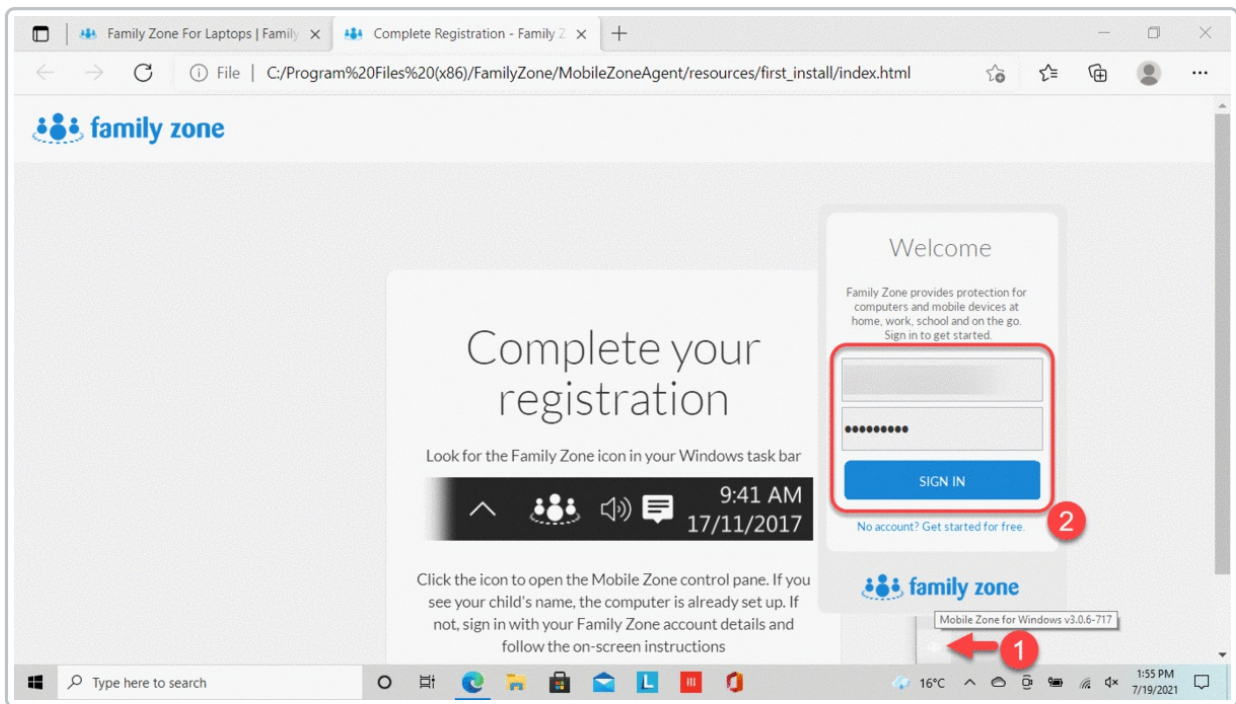 Family Zone For Laptops | Family
Complete Registration - Family Z
File | C:/Program%20Files%20(x86)/FamilyZone/MobileZoneAgent/resources/first_install/index.html
family zone
Welcome
Family Zone provides protection for
computers and mobile devices at
home, work, school and on the go.
Sign in to get started.
•••••••••
SIGN IN
No account? Get started for free.
2
family zone
Mobile Zone for Windows v3.0.6-717
1
Complete your
registration
Look for the Family Zone icon in your Windows task bar
9:41 AM
17/11/2017
Click the icon to open the Mobile Zone control pane. If you
see your child's name, the computer is already set up. If
not, sign in with your Family Zone account details and
follow the on-screen instructions
Type here to search
L
16°C
1:55 PM
7/19/2021